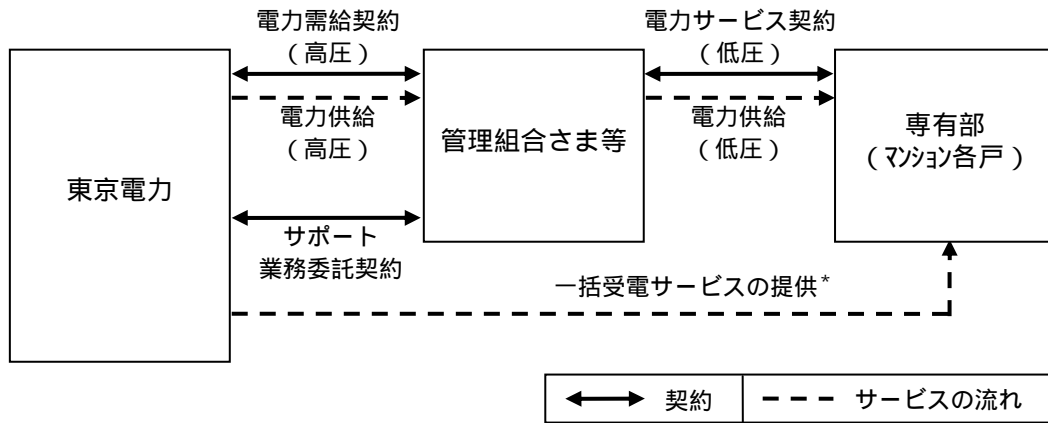 電力需給契約
（高圧）
電力供給
（高圧）
電力サービス契約
（低圧）
電力供給
（低圧）
東京電力
管理組合さま等
専有部
（ﾏﾝｼｮﾝ各戸）
サポート
業務委託契約
一括受電サービスの提供*
契約
サービスの流れ